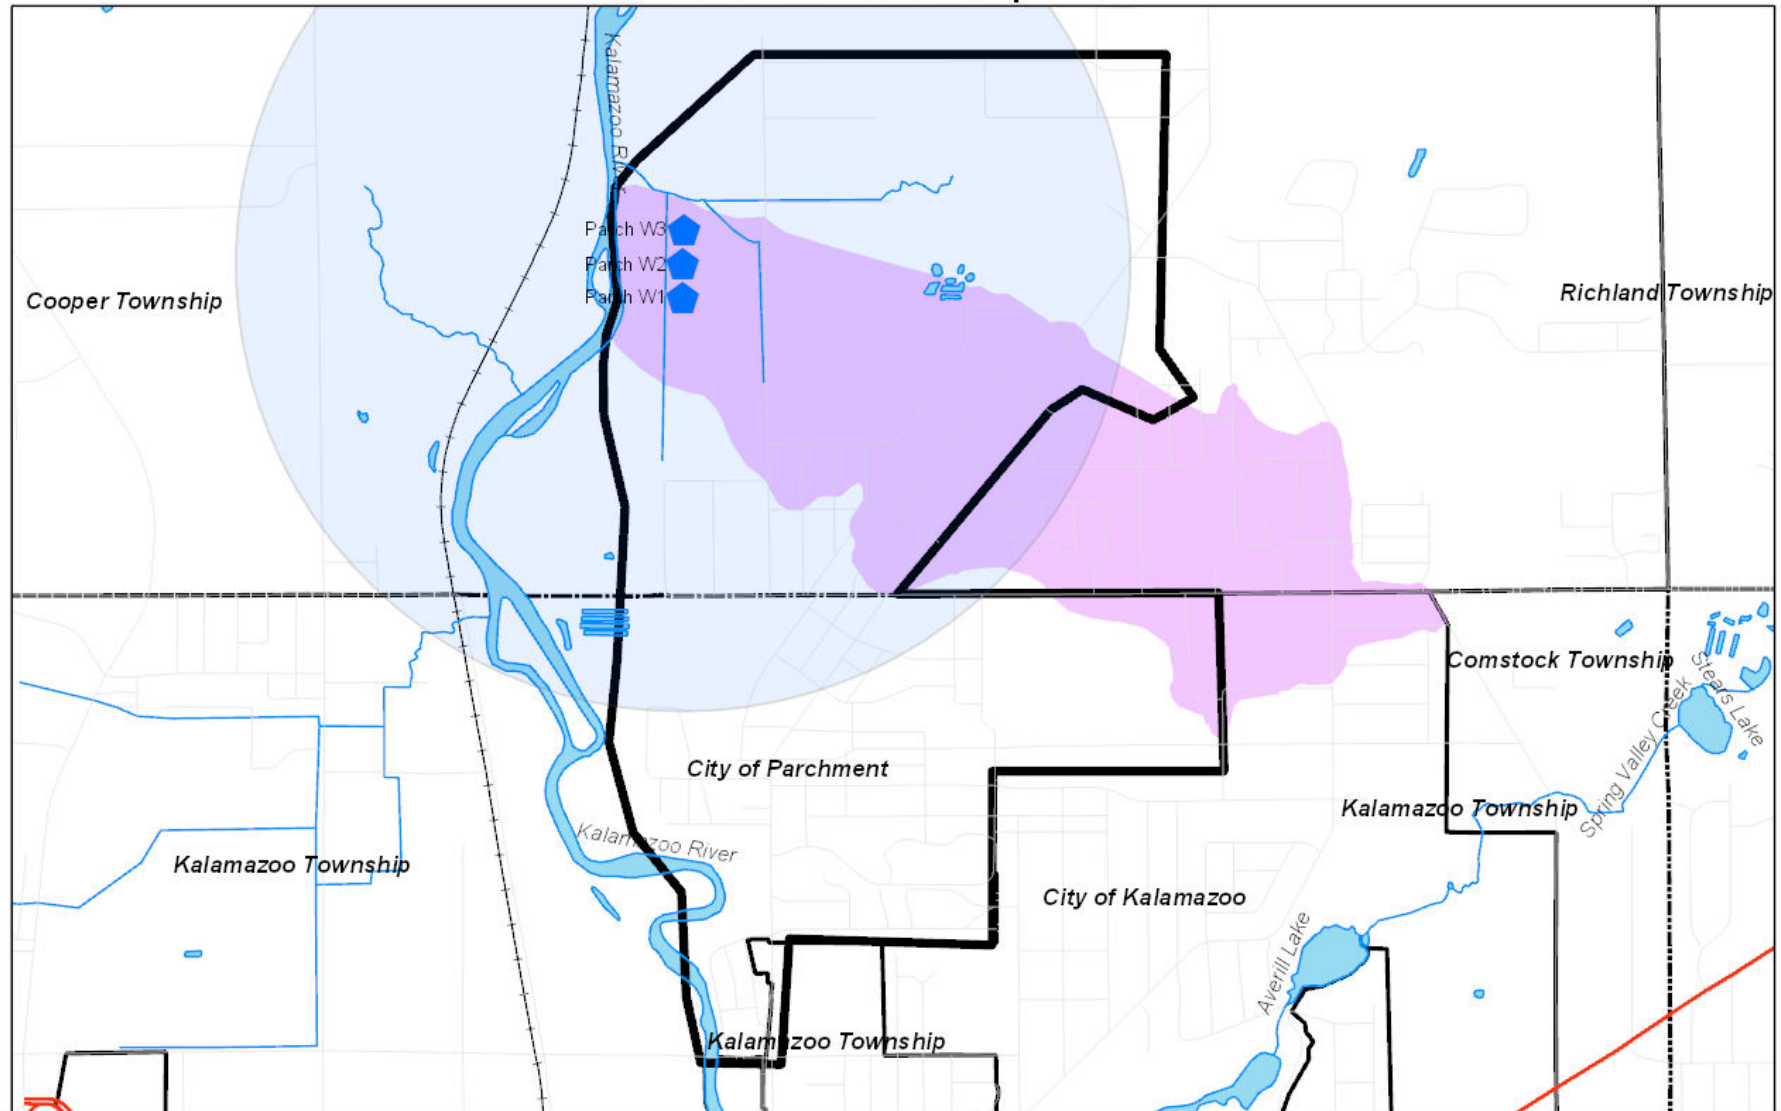 Kalamazoo River
Parch W3
Parch W2
Parch W1
Cooper Township
Richland Township
Comstock Township
Stears Lake
Spring Valley Creek
City of Parchment
Kalamazoo Township
Kalamazoo River
Kalamazoo Township
City of Kalamazoo
Averill Lake
Kalamazoo Township